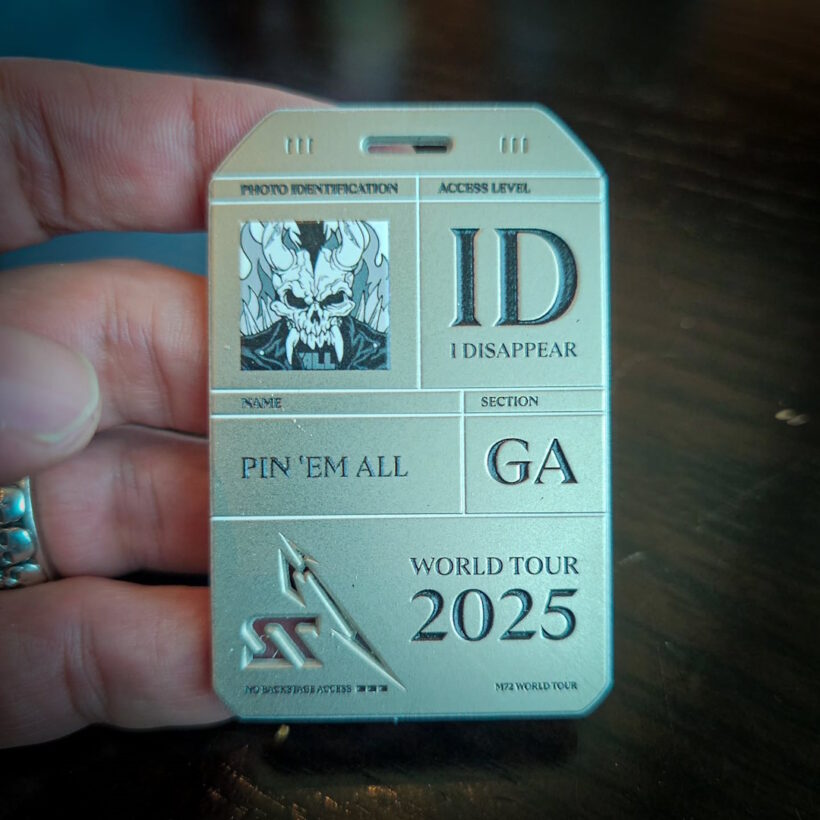 PHOTO IDENTIFICATION
ACCESS LEVEL
ID
I DISAPPEAR
ALL
NAME
SECTION
PIN 'EM ALL
GA
WORLD TOUR
2025
NO BACKSTAGE ACCESS
M72 WORLD TOUR